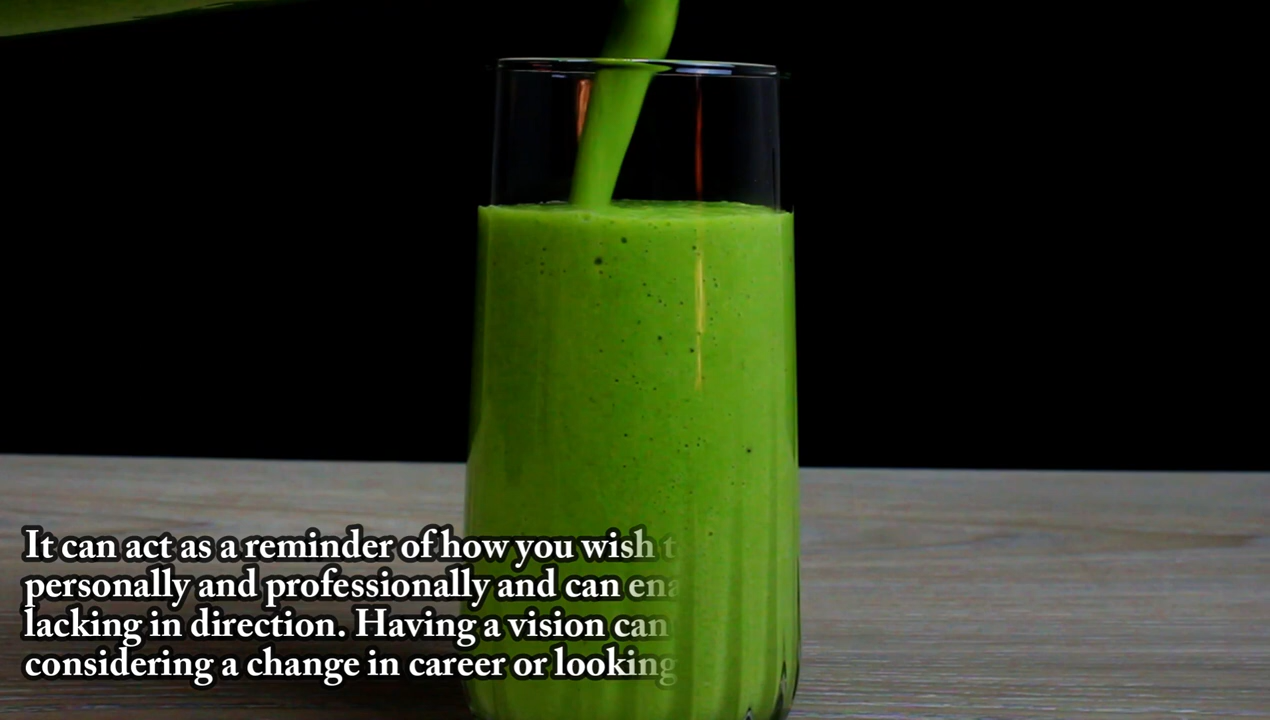 It can act as a reminder of how you wish
personally and professionally and can
lacking in direction. Having a vision can
considering a change in career or looking